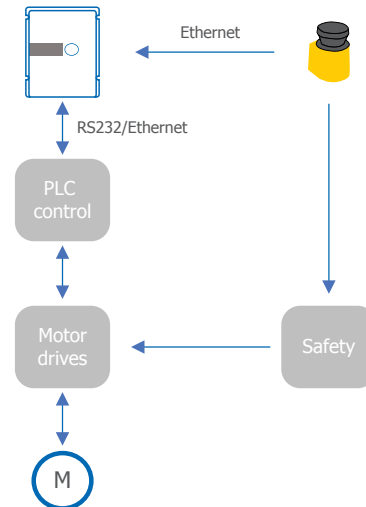 Ethernet
RS232/Ethernet
PLC
control
Motor
drives
Safety
M